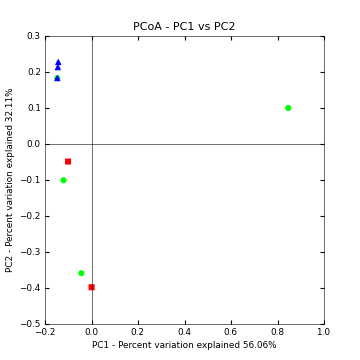 PCoA - PC1 vs PC2
0.3
0.2
0.1
0.0
−0.1
−0.2
−0.3
−0.4
−0.5
PC2 - Percent variation explained 32.11%
−0.2 0.0 0.2 0.4 0.6 0.8 1.0
PC1 - Percent variation explained 56.06%